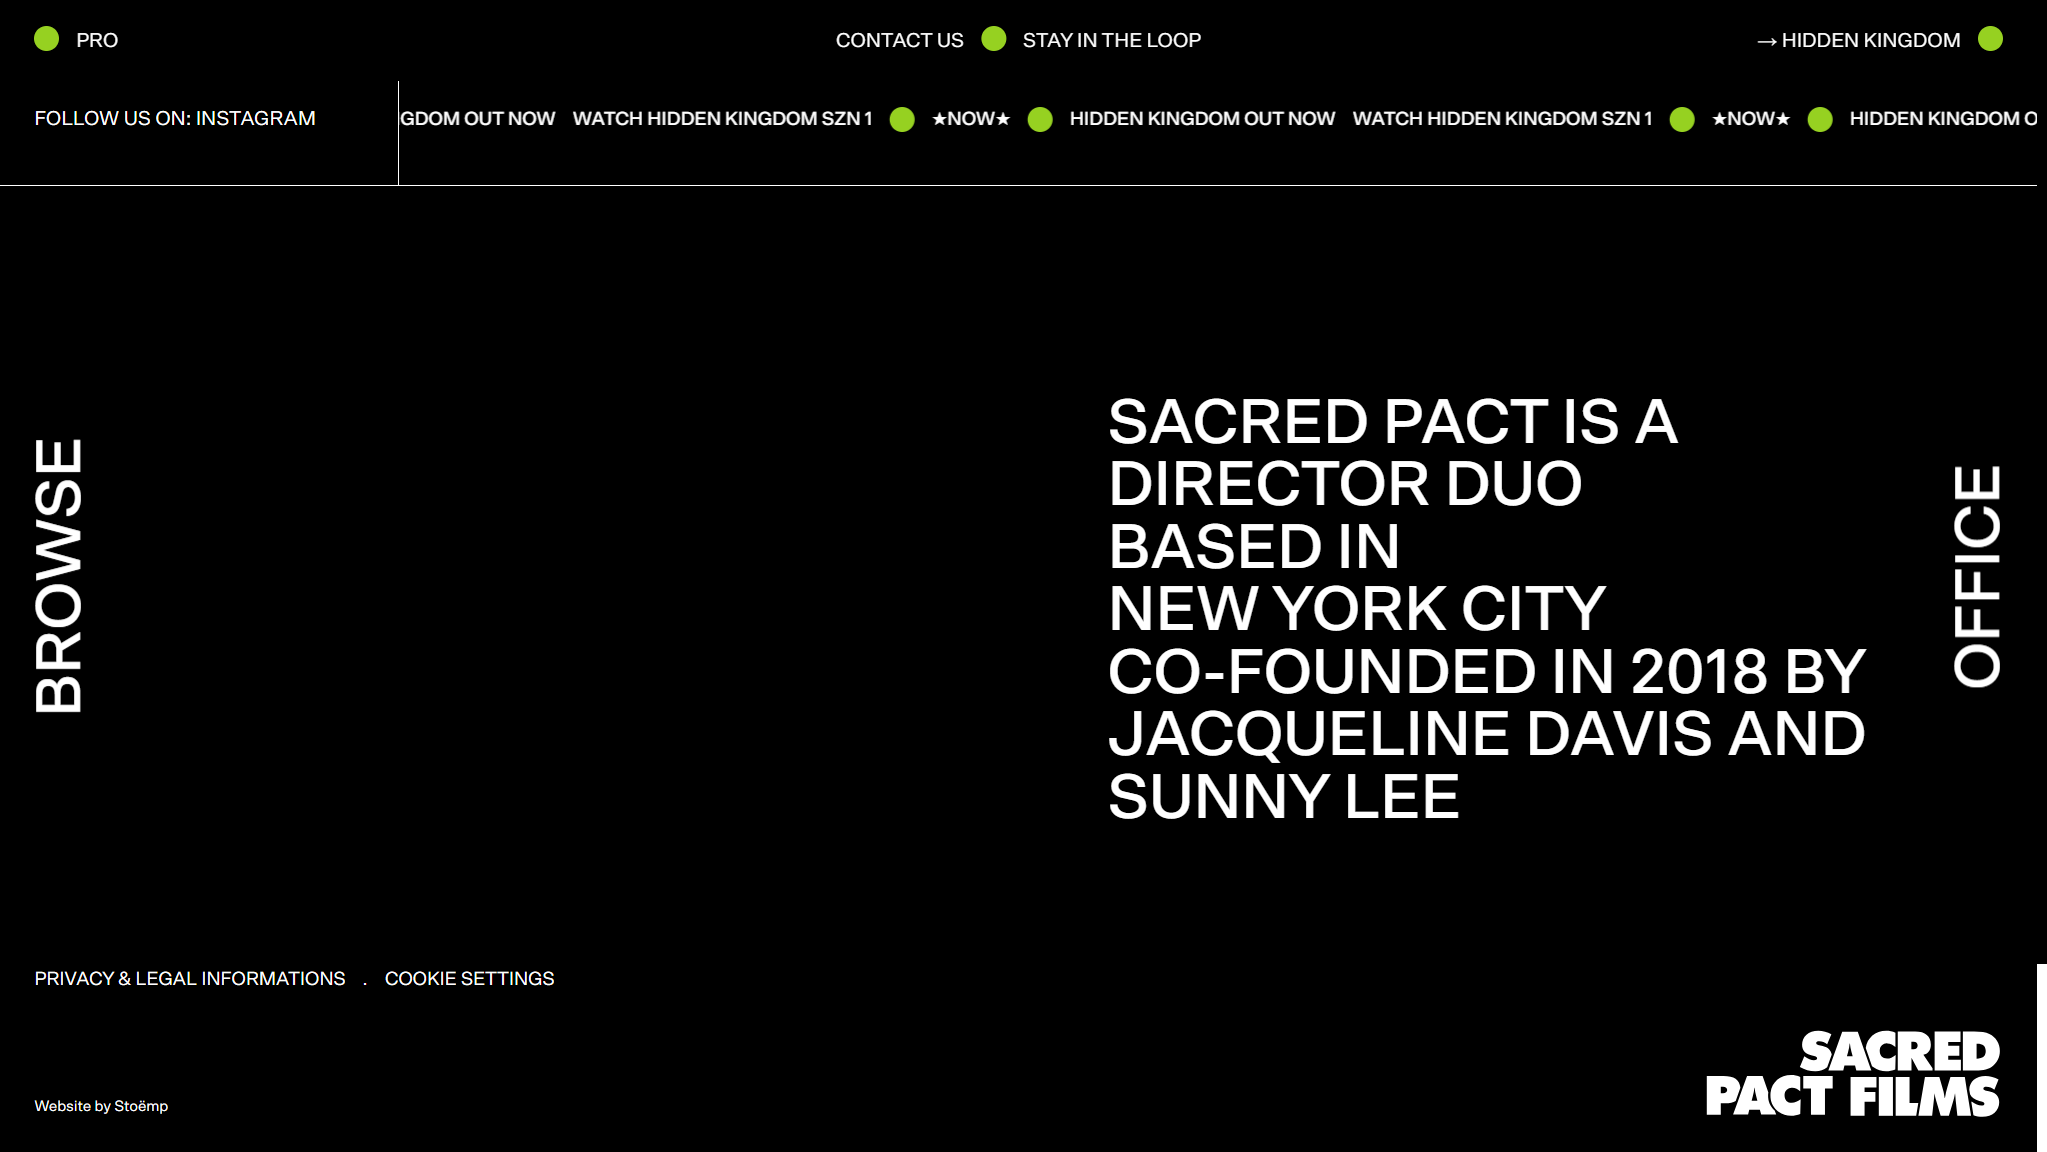 PRO
CONTACT US
STAY IN THE LOOP
→ HIDDEN KINGDOM
FOLLOW US ON: INSTAGRAM
GDOM OUT NOW WATCH HIDDEN KINGDOM SZN 1 ★NOW★ HIDDEN KINGDOM OUT NOW WATCH HIDDEN KINGDOM SZN 1 ★NOW★ HIDDEN KINGDOM O
BROWSE
SACRED PACT IS A
DIRECTOR DUO
BASED IN
NEW YORK CITY
CO-FOUNDED IN 2018 BY
JACQUELINE DAVIS AND
SUNNY LEE
OFFICE
PRIVACY & LEGAL INFORMATIONS . COOKIE SETTINGS
SACRED
PACT FILMS
Website by Stoëmp